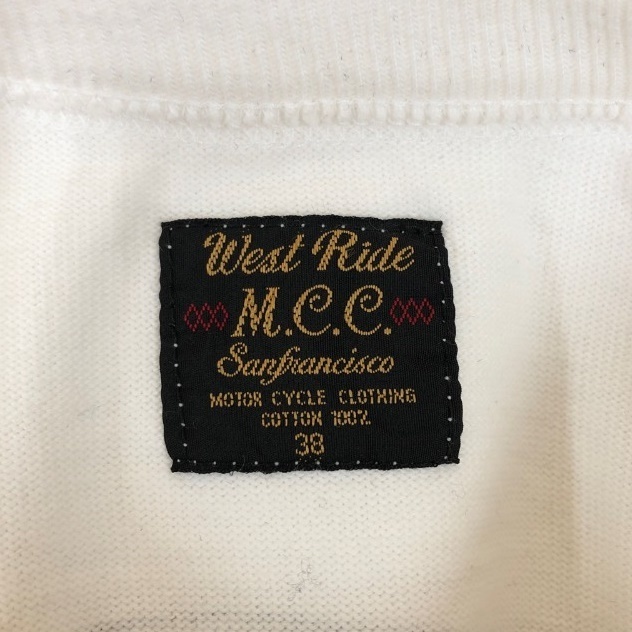 West Ride
M.C.C.
Sanfrancisco
MOTOR CYCLE CLOTHING
COTTON 100%
38